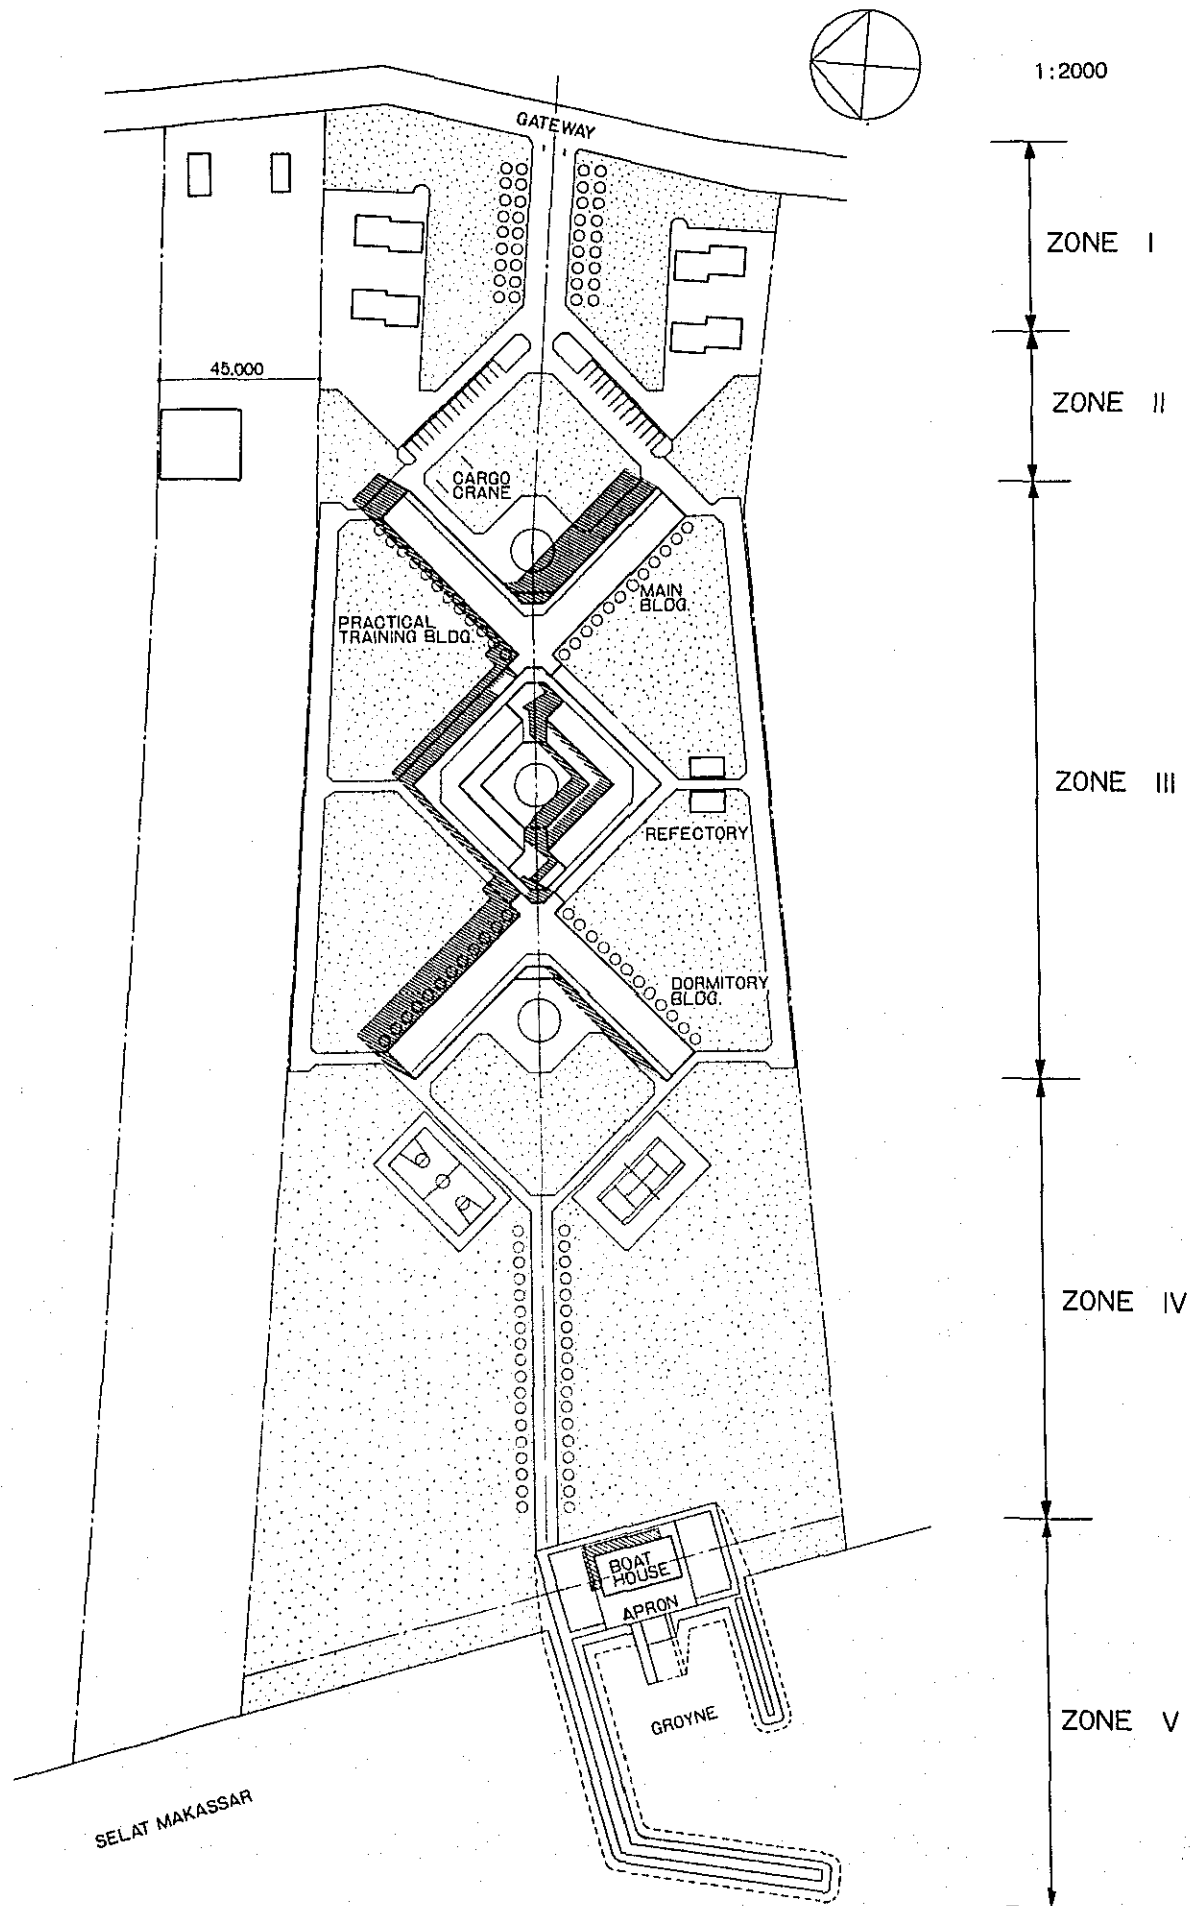 1:2000
GATEWAY
ZONE I
45.000
ZONE II
CARGO
CRANE
MAIN
BLDG.
PRACTICAL
TRAINING BLDG.
ZONE III
REFECTORY
DORMITORY
BLDG.
ZONE IV
BOAT
HOUSE
APRON
GROYNE
ZONE V
SELAT MAKASSAR